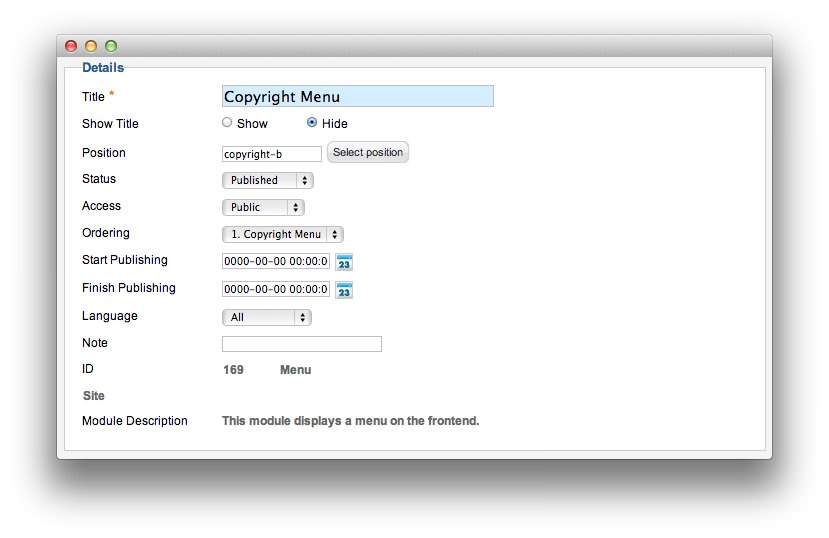 Details
Title * Copyright Menu
Show Title Show Hide
Position copyright-b Select position
Status Published
Access Public
Ordering 1. Copyright Menu
Start Publishing 0000-00-00 00:00:0 23
Finish Publishing 0000-00-00 00:00:0 23
Language All
Note
ID 169 Menu
Site
Module Description This module displays a menu on the frontend.